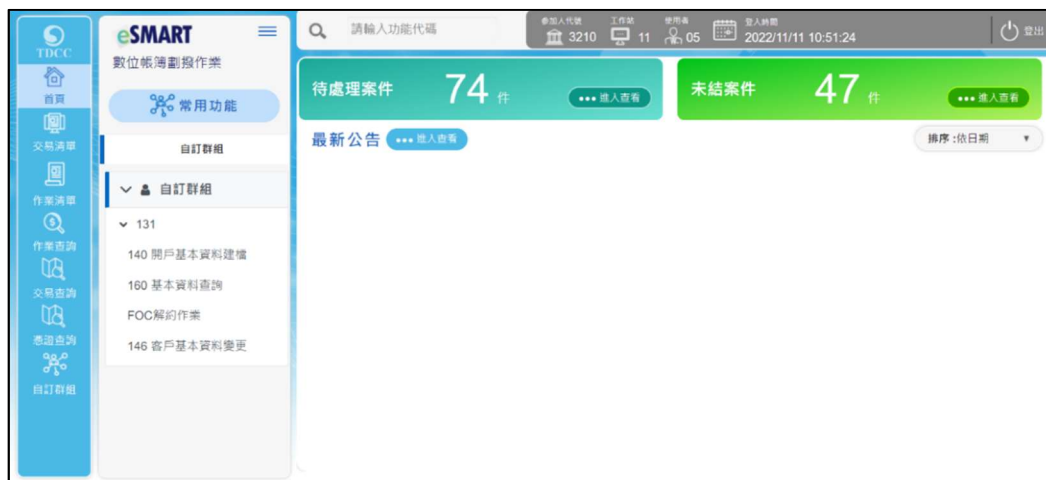 TDCC
首頁
交易清單
作業清單
作業查詢
交易查詢
憑證查詢
自訂群組
eSMART
數位帳簿劃撥作業
常用功能
自訂群組
自訂群組
131
140 開戶基本資料建檔
160 基本資料查詢
FOC解約作業
146 客戶基本資料變更
請輸入功能代碼
參加人代號 3210
工作站 11
使用者 05
登入時間 2022/11/11 10:51:24
登出
待處理案件 74 件 ••• 進入查看
未結案件 47 件 ••• 進入查看
最新公告 ••• 進入查看
排序 :依日期